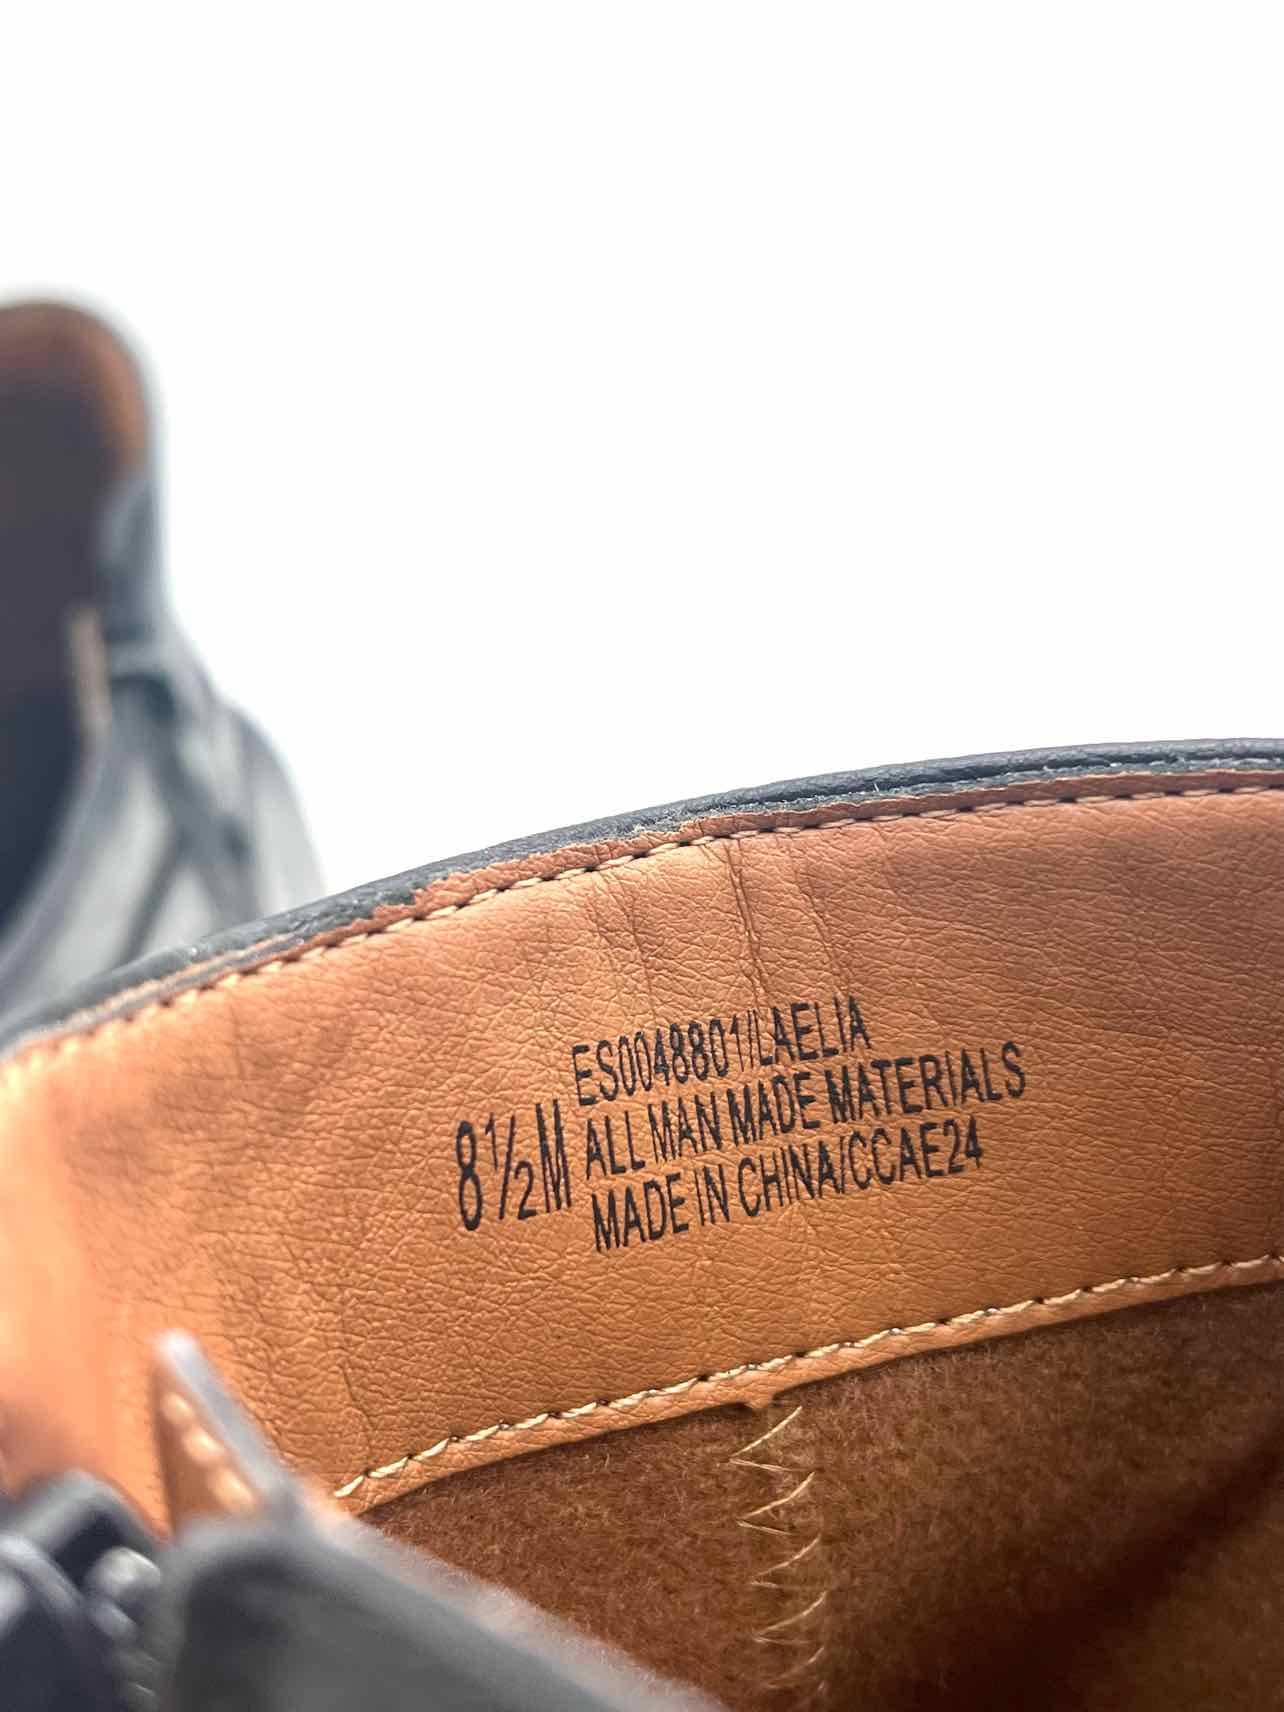 8½M
ES0048801/LAELIA
ALL MAN MADE MATERIALS
MADE IN CHINA/CCAE24